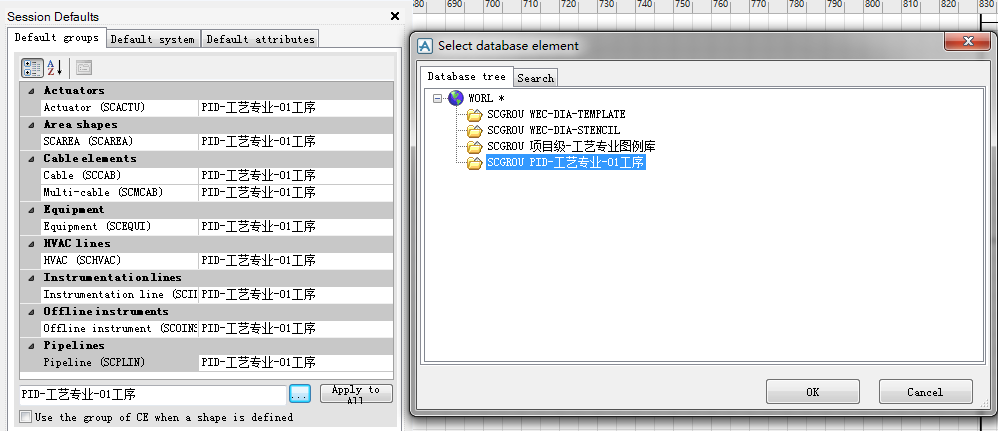 Session Defaults
Default groups
Default system
Default attributes
Actuators
Actuator (SCACTU) PID-工艺专业-01工序
Area shapes
SCAREA (SCAREA) PID-工艺专业-01工序
Cable elements
Cable (SCCAB) PID-工艺专业-01工序
Multi-cable (SCMCAB) PID-工艺专业-01工序
Equipment
Equipment (SCEQUI) PID-工艺专业-01工序
HVAC lines
HVAC (SCHVAC) PID-工艺专业-01工序
Instrumentation lines
Instrumentation line (SCII PID-工艺专业-01工序
Offline instruments
Offline instrument (SCOINS PID-工艺专业-01工序
Pipelines
Pipeline (SCPLIN) PID-工艺专业-01工序
PID-工艺专业-01工序
...
Apply to
All
Use the group of CE when a shape is defined
680 690 700 710 720 730 740 750 760 770 780 790 800 810 820 830
Select database element
Database tree
Search
WORL *
SCGROU WEC-DIA-TEMPLATE
SCGROU WEC-DIA-STENCIL
SCGROU 项目级-工艺专业图例库
SCGROU PID-工艺专业-01工序
OK
Cancel